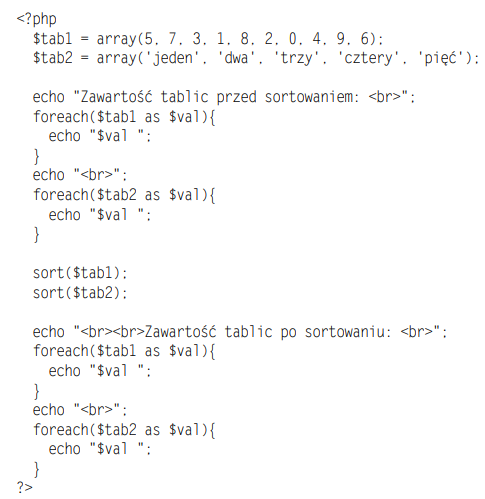 <?php
  $tab1 = array(5, 7, 3, 1, 8, 2, 0, 4, 9, 6);
  $tab2 = array('jeden', 'dwa', 'trzy', 'cztery', 'pięć');

  echo "Zawartość tablic przed sortowaniem: <br>";
  foreach($tab1 as $val){
    echo "$val ";
  }
  echo "<br>";
  foreach($tab2 as $val){
    echo "$val ";
  }

  sort($tab1);
  sort($tab2);

  echo "<br><br>Zawartość tablic po sortowaniu: <br>";
  foreach($tab1 as $val){
    echo "$val ";
  }
  echo "<br>";
  foreach($tab2 as $val){
    echo "$val ";
  }
?>